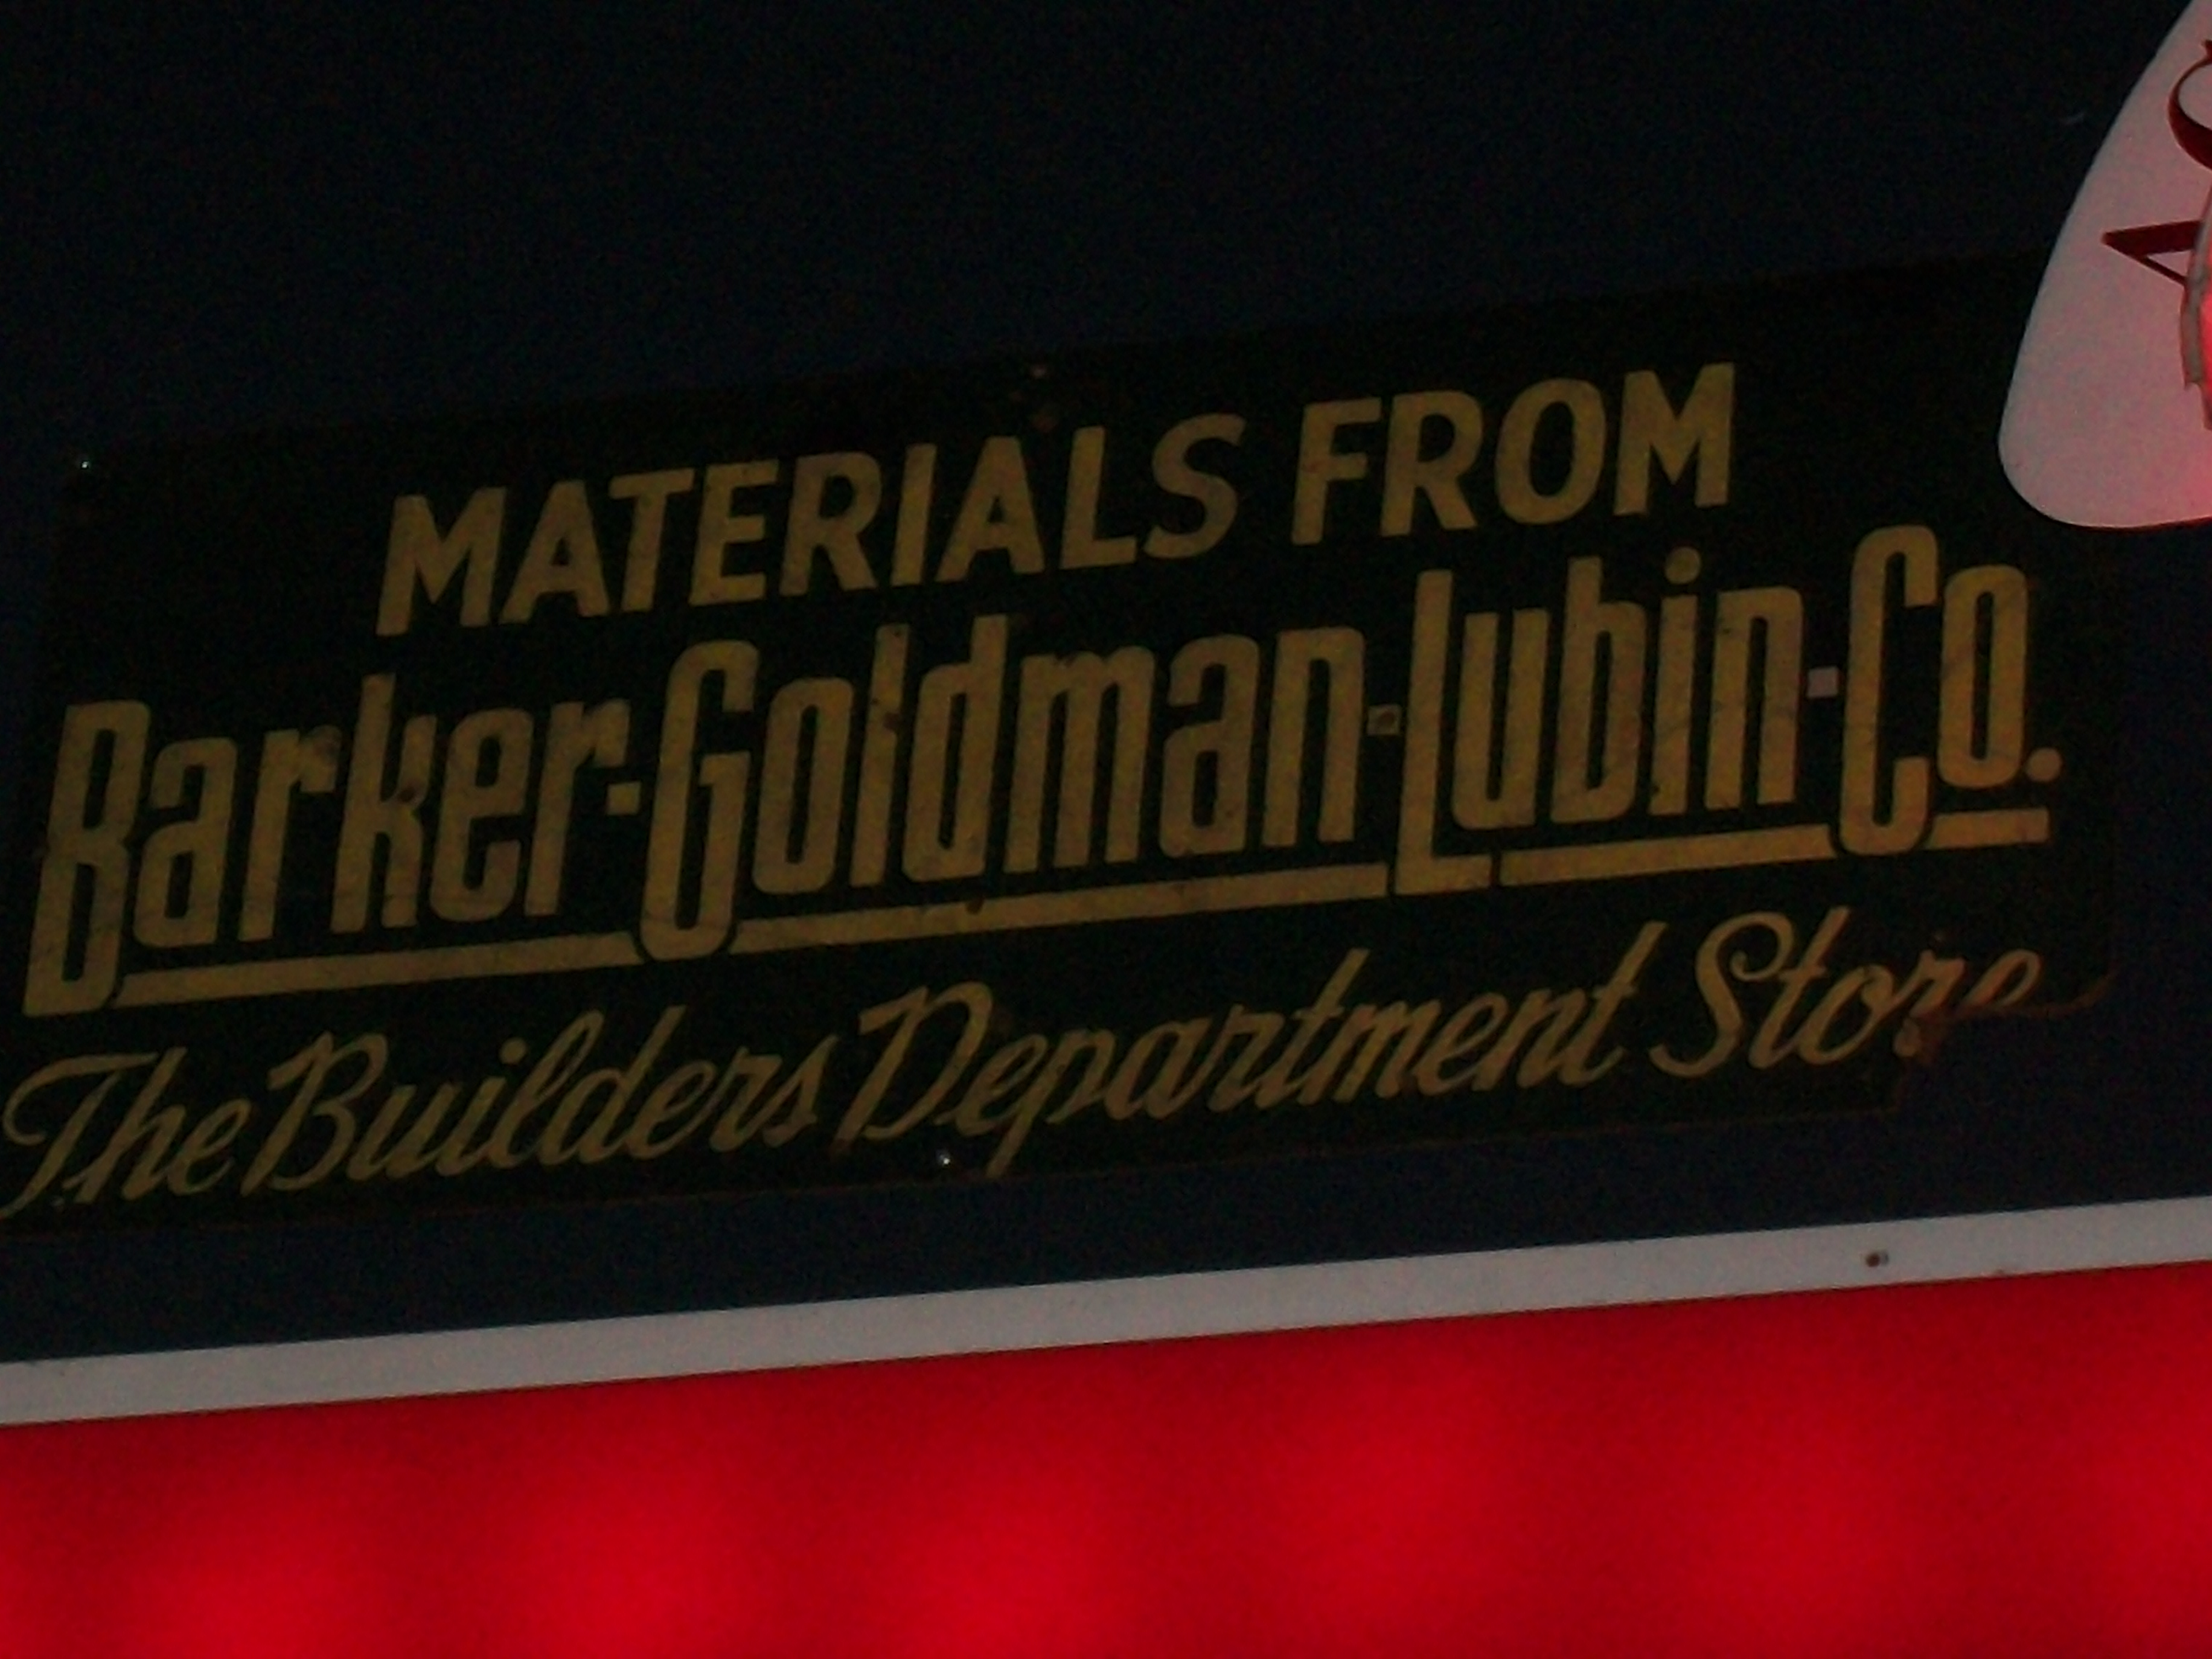 MATERIALS FROM
Barker-Goldman-Lubin-Co.
The Builders Department Store